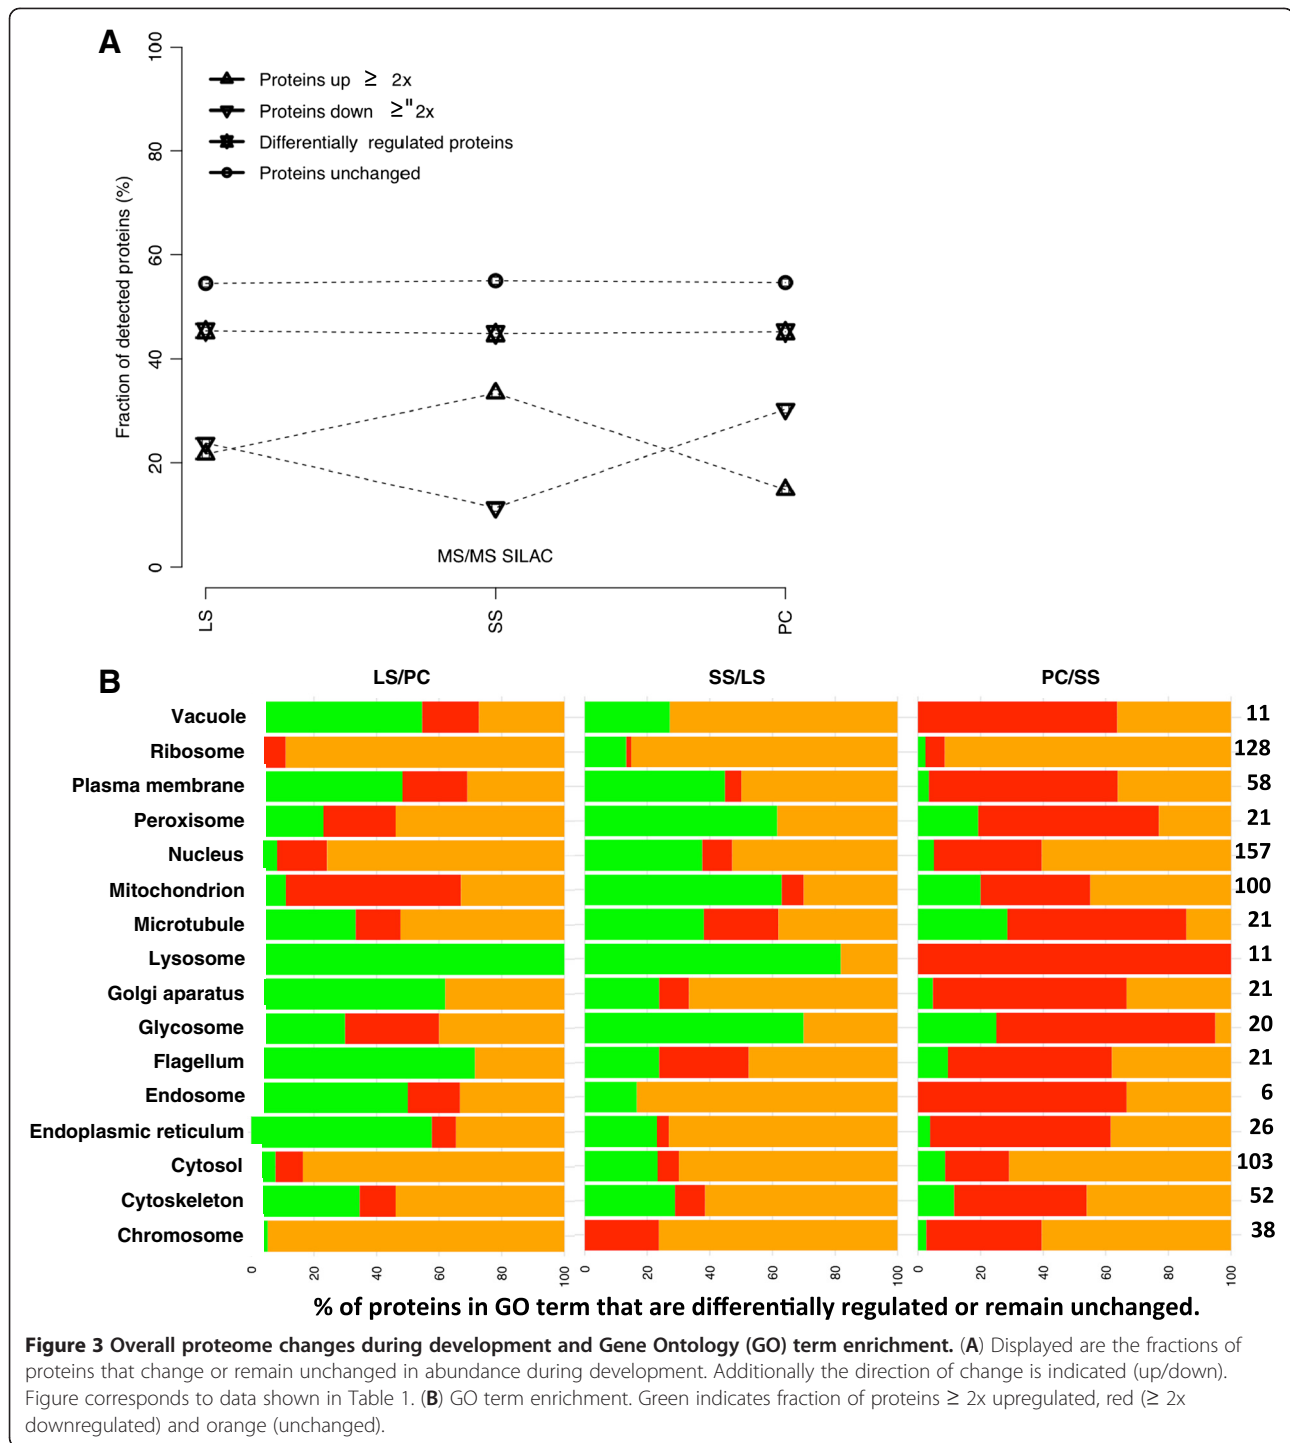 A
100
80
60
40
20
0
Fraction of detected proteins (%)
Proteins up ≥ 2x
Proteins down ≥" 2x
Differentially regulated proteins
Proteins unchanged
MS/MS SILAC
LS
SS
PC
B
LS/PC SS/LS PC/SS
Vacuole 11
Ribosome 128
Plasma membrane 58
Peroxisome 21
Nucleus 157
Mitochondrion 100
Microtubule 21
Lysosome 11
Golgi aparatus 21
Glycosome 20
Flagellum 21
Endosome 6
Endoplasmic reticulum 26
Cytosol 103
Cytoskeleton 52
Chromosome 38
0 20 40 60 80 100 0 20 40 60 80 100 0 20 40 60 80 100
% of proteins in GO term that are differentially regulated or remain unchanged.
Figure 3 Overall proteome changes during development and Gene Ontology (GO) term enrichment. (A) Displayed are the fractions of
proteins that change or remain unchanged in abundance during development. Additionally the direction of change is indicated (up/down).
Figure corresponds to data shown in Table 1. (B) GO term enrichment. Green indicates fraction of proteins ≥ 2x upregulated, red (≥ 2x
downregulated) and orange (unchanged).